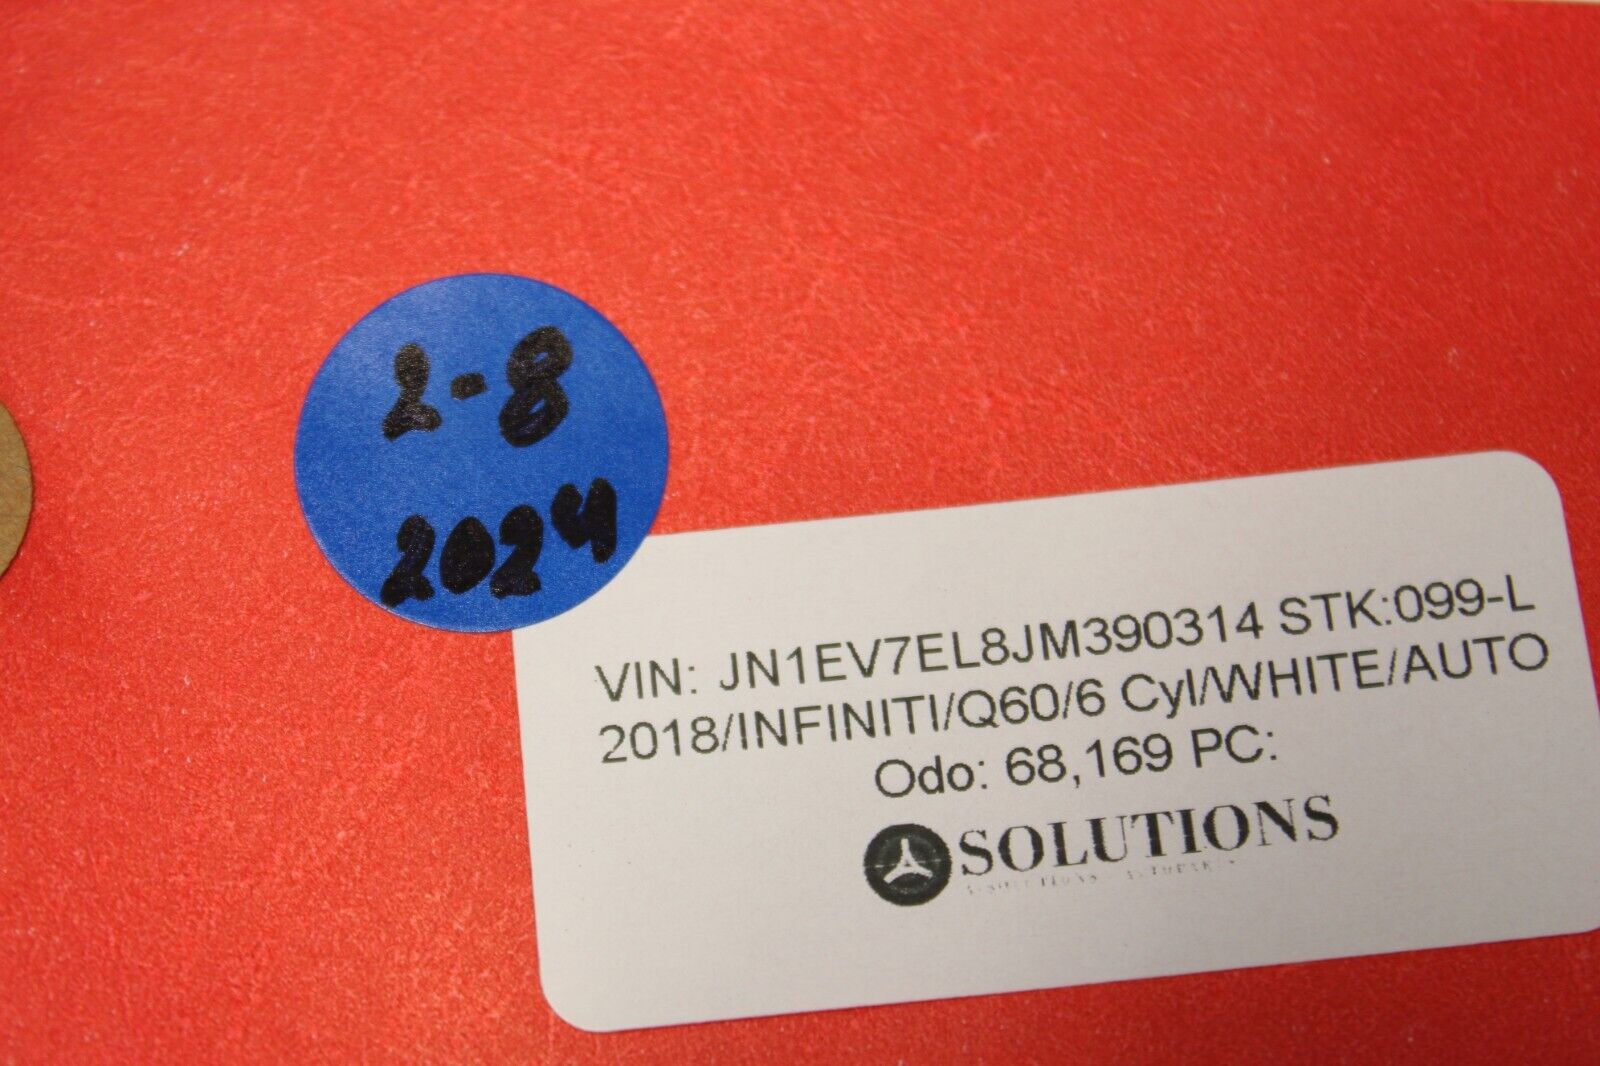 2-8
2024
VIN: JN1EV7EL8JM390314 STK:099-L
2018/INFINITI/Q60/6 Cyl/WHITE/AUTO
Odo: 68,169 PC:
SOLUTIONS